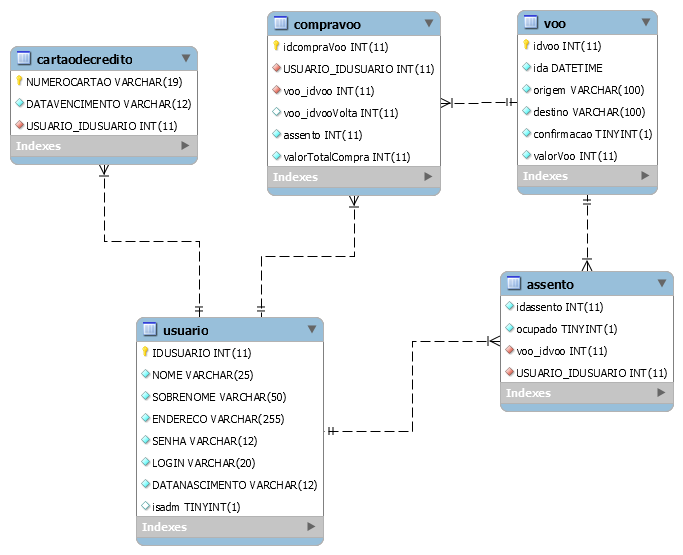 cartaodecredito
NUMEROCARTAO VARCHAR(19)
DATAVENCIMENTO VARCHAR(12)
USUARIO_IDUSUARIO INT(11)
Indexes
compravoo
idcompraVoo INT(11)
USUARIO_IDUSUARIO INT(11)
voo_idvoo INT(11)
voo_idvooVolta INT(11)
assento INT(11)
valorTotalCompra INT(11)
Indexes
voo
idvoo INT(11)
ida DATETIME
origem VARCHAR(100)
destino VARCHAR(100)
confirmacao TINYINT(1)
valorVoo INT(11)
Indexes
usuario
IDUSUARIO INT(11)
NOME VARCHAR(25)
SOBRENOME VARCHAR(50)
ENDERECO VARCHAR(255)
SENHA VARCHAR(12)
LOGIN VARCHAR(20)
DATANASCIMENTO VARCHAR(12)
isadm TINYINT(1)
Indexes
assento
idassento INT(11)
ocupado TINYINT(1)
voo_idvoo INT(11)
USUARIO_IDUSUARIO INT(11)
Indexes